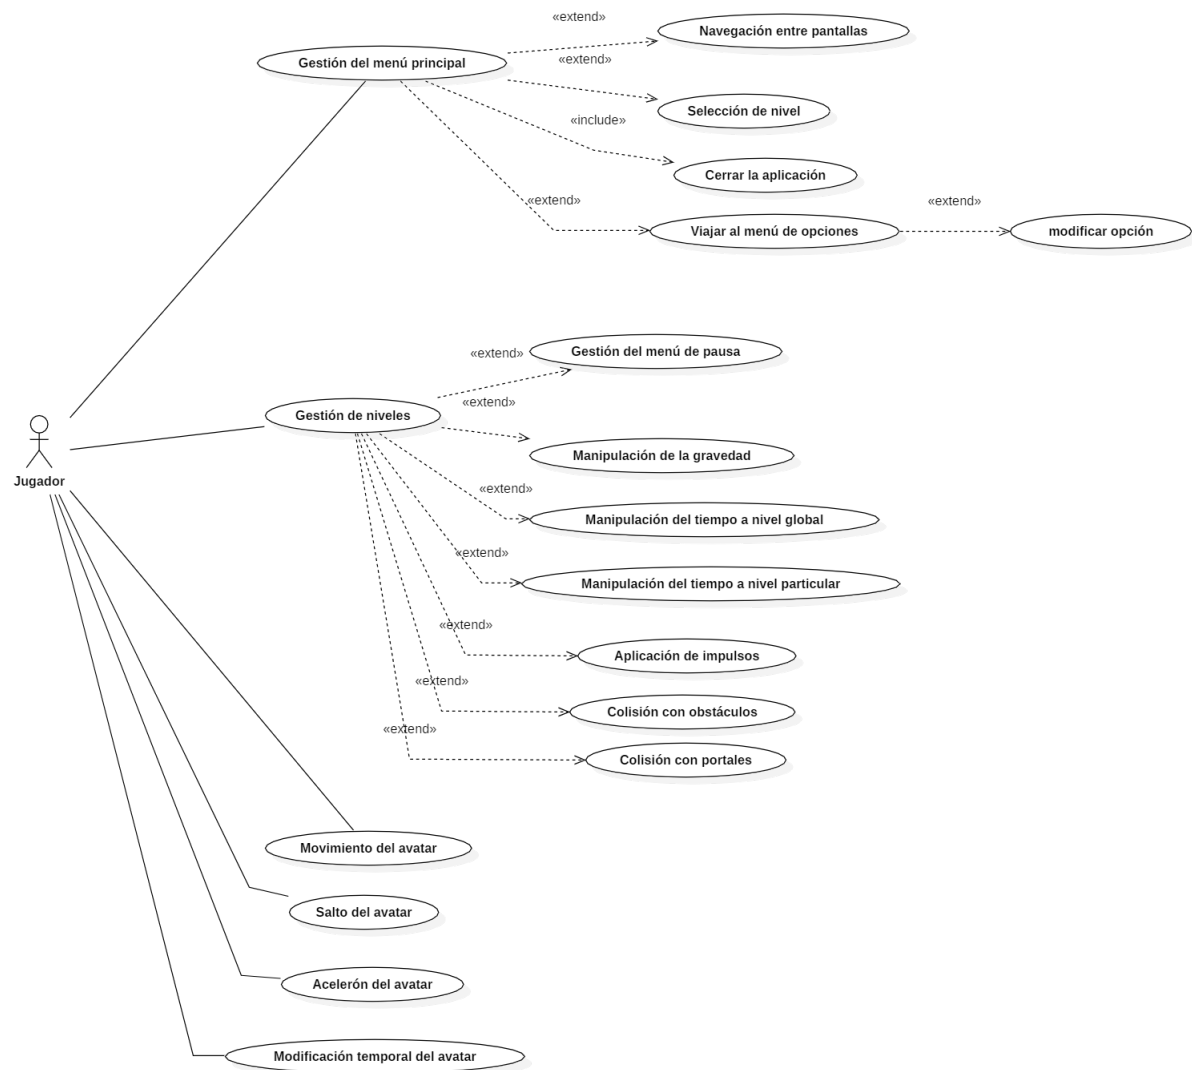 «extend»
Navegación entre pantallas
Gestión del menú principal
«extend»
Selección de nivel
«include»
Cerrar la aplicación
«extend»
«extend»
Viajar al menú de opciones
modificar opción
«extend»
Gestión del menú de pausa
«extend»
Gestión de niveles
Manipulación de la gravedad
Jugador
«extend»
Manipulación del tiempo a nivel global
«extend»
Manipulación del tiempo a nivel particular
«extend»
Aplicación de impulsos
«extend»
Colisión con obstáculos
«extend»
Colisión con portales
Movimiento del avatar
Salto del avatar
Acelerón del avatar
Modificación temporal del avatar